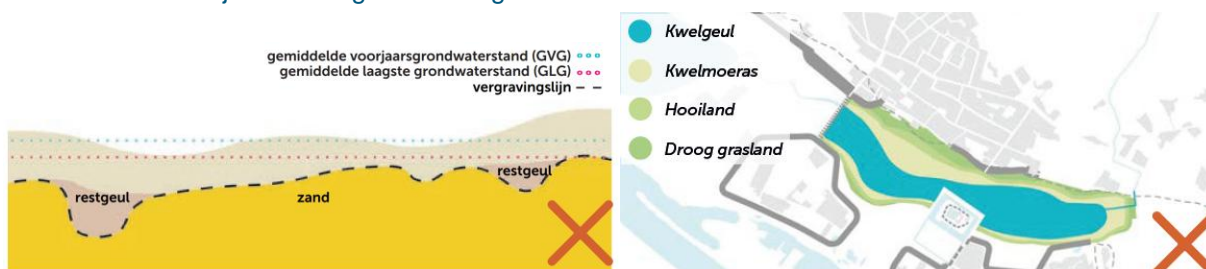 gemiddelde voorjaarsgrondwaterstand (GVG)
gemiddelde laagste grondwaterstand (GLG)
vergravingslijn
restgeul
zand
restgeul
Kwelgeul
Kwelmoeras
Hooiland
Droog grasland